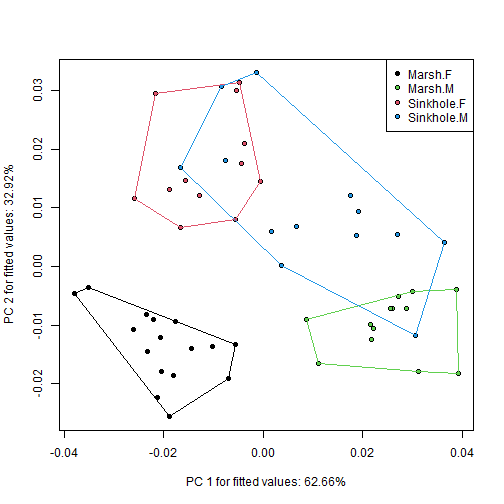 Marsh.F
Marsh.M
Sinkhole.F
Sinkhole.M
PC 2 for fitted values: 32.92%
0.03
0.02
0.01
0.00
-0.01
-0.02
-0.04
-0.02
0.00
0.02
0.04
PC 1 for fitted values: 62.66%